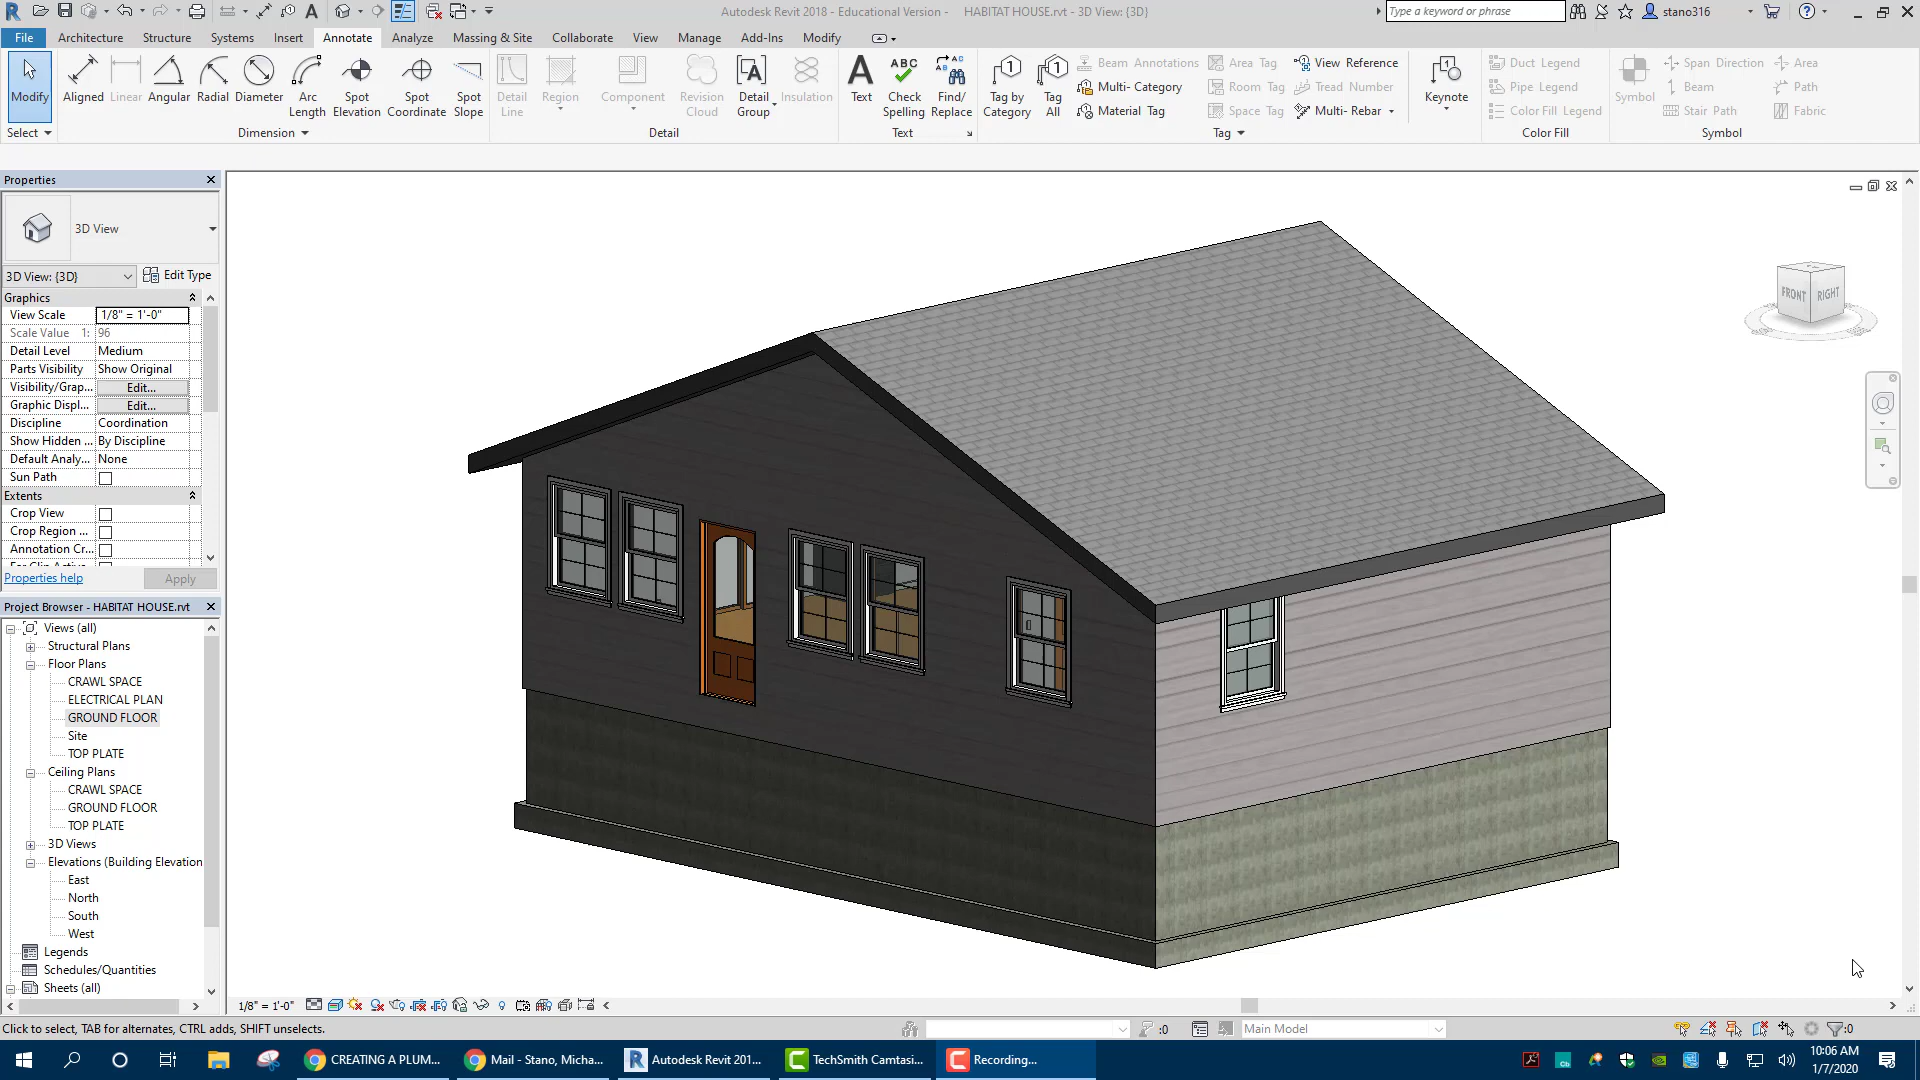 Autodesk Revit 2018 - Educational Version - HABITAT HOUSE.rvt - 3D View: {3D}
Type a keyword or phrase
stano316
File Architecture Structure Systems Insert Annotate Analyze Massing & Site Collaborate View Manage Add-Ins Modify
Modify
Aligned Linear Angular Radial Diameter Arc Length Spot Elevation Spot Coordinate Spot Slope
Detail Line Region Component Revision Cloud Detail Group Insulation
Text Check Spelling Find/ Replace
Tag by Category Tag All
Beam Annotations Area Tag View Reference
Multi- Category Room Tag Tread Number
Material Tag Space Tag Multi- Rebar
Keynote
Duct Legend
Pipe Legend
Color Fill Legend
Symbol
Span Direction Area
Beam Path
Stair Path Fabric
Select Dimension Detail Text Tag Color Fill Symbol
Properties
3D View
3D View: {3D} Edit Type
Graphics
View Scale 1/8" = 1'-0"
Scale Value 1: 96
Detail Level Medium
Parts Visibility Show Original
Visibility/Grap... Edit...
Graphic Displ... Edit...
Discipline Coordination
Show Hidden ... By Discipline
Default Analy... None
Sun Path
Extents
Crop View
Crop Region ...
Annotation Cr...
Properties help Apply
Project Browser - HABITAT HOUSE.rvt
Views (all)
Structural Plans
Floor Plans
CRAWL SPACE
ELECTRICAL PLAN
GROUND FLOOR
Site
TOP PLATE
Ceiling Plans
CRAWL SPACE
GROUND FLOOR
TOP PLATE
3D Views
Elevations (Building Elevation
East
North
South
West
Legends
Schedules/Quantities
Sheets (all)
FRONT RIGHT
1/8" = 1'-0"
Click to select, TAB for alternates, CTRL adds, SHIFT unselects.
:0
Main Model
:0
CREATING A PLUM...
Mail - Stano, Micha...
Autodesk Revit 201...
TechSmith Camtasi...
Recording...
10:06 AM
1/7/2020